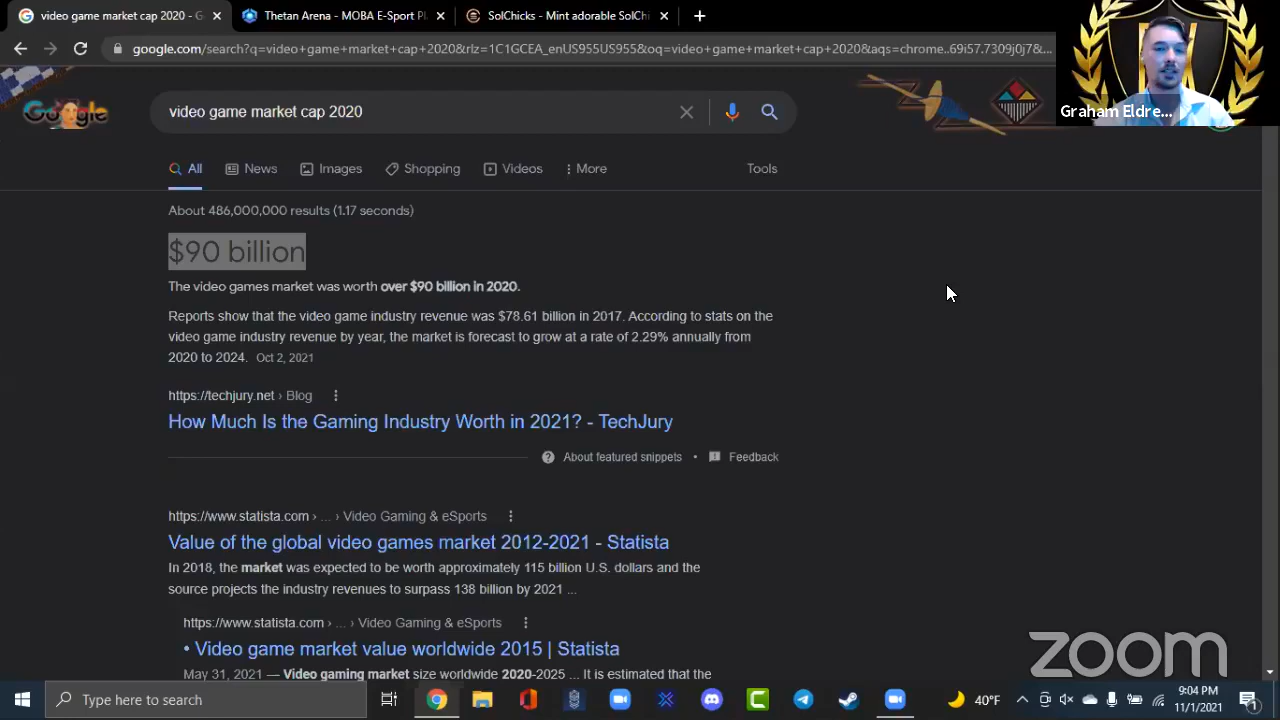 video game market cap 2020 - G
Thetan Arena - MOBA E-Sport Pl
SolChicks - Mint adorable SolChi
google.com/search?q=video+game+market+cap+2020&rlz=1C1GCEA_enUS955US955&oq=video+game+market+cap+2020&aqs=chrome..69i57.7309j0j7&...
Graham Eldre...
Google
video game market cap 2020
All
News
Images
Shopping
Videos
More
Tools
About 486,000,000 results (1.17 seconds)
$90 billion
The video games market was worth over $90 billion in 2020.
Reports show that the video game industry revenue was $78.61 billion in 2017. According to stats on the
video game industry revenue by year, the market is forecast to grow at a rate of 2.29% annually from
2020 to 2024. Oct 2, 2021
https://techjury.net › Blog
How Much Is the Gaming Industry Worth in 2021? - TechJury
About featured snippets • Feedback
https://www.statista.com › ... › Video Gaming & eSports
Value of the global video games market 2012-2021 - Statista
In 2018, the market was expected to be worth approximately 115 billion U.S. dollars and the
source projects the industry revenues to surpass 138 billion by 2021 ...
https://www.statista.com › ... › Video Gaming & eSports
• Video game market value worldwide 2015 | Statista
May 31, 2021 — Video gaming market size worldwide 2020-2025 ... It is estimated that the
zoom
Type here to search
40°F
9:04 PM
11/1/2021
1